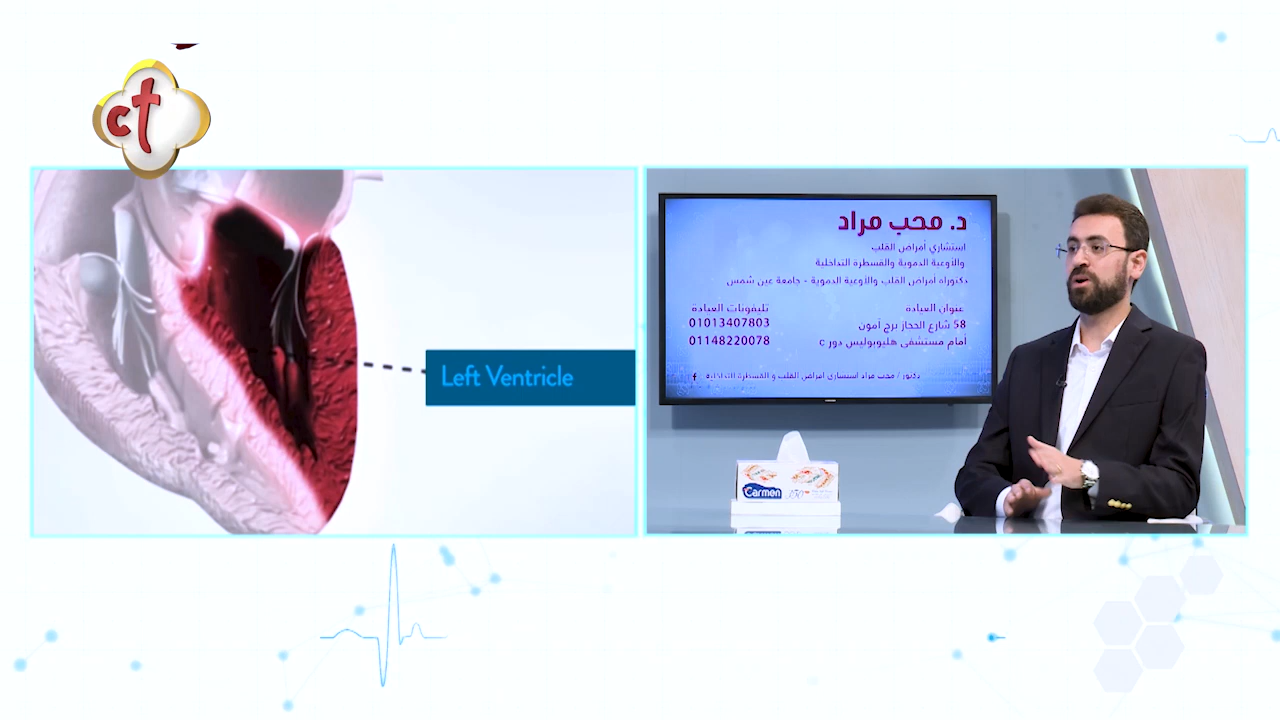 ct
Left Ventricle
د. محب مراد
استشاري أمراض القلب
والأوعية الدموية والقسطرة التداخلية
دكتوراه أمراض القلب والأوعية الدموية - جامعة عين شمس
عنوان العيادة
58 شارع الحجاز برج آمون
أمام مستشفى هليوبوليس دور c
تليفونات العيادة
01013407803
01148220078
دكتور / محب مراد استشاري امراض القلب و القسطرة التداخلية
Carmen